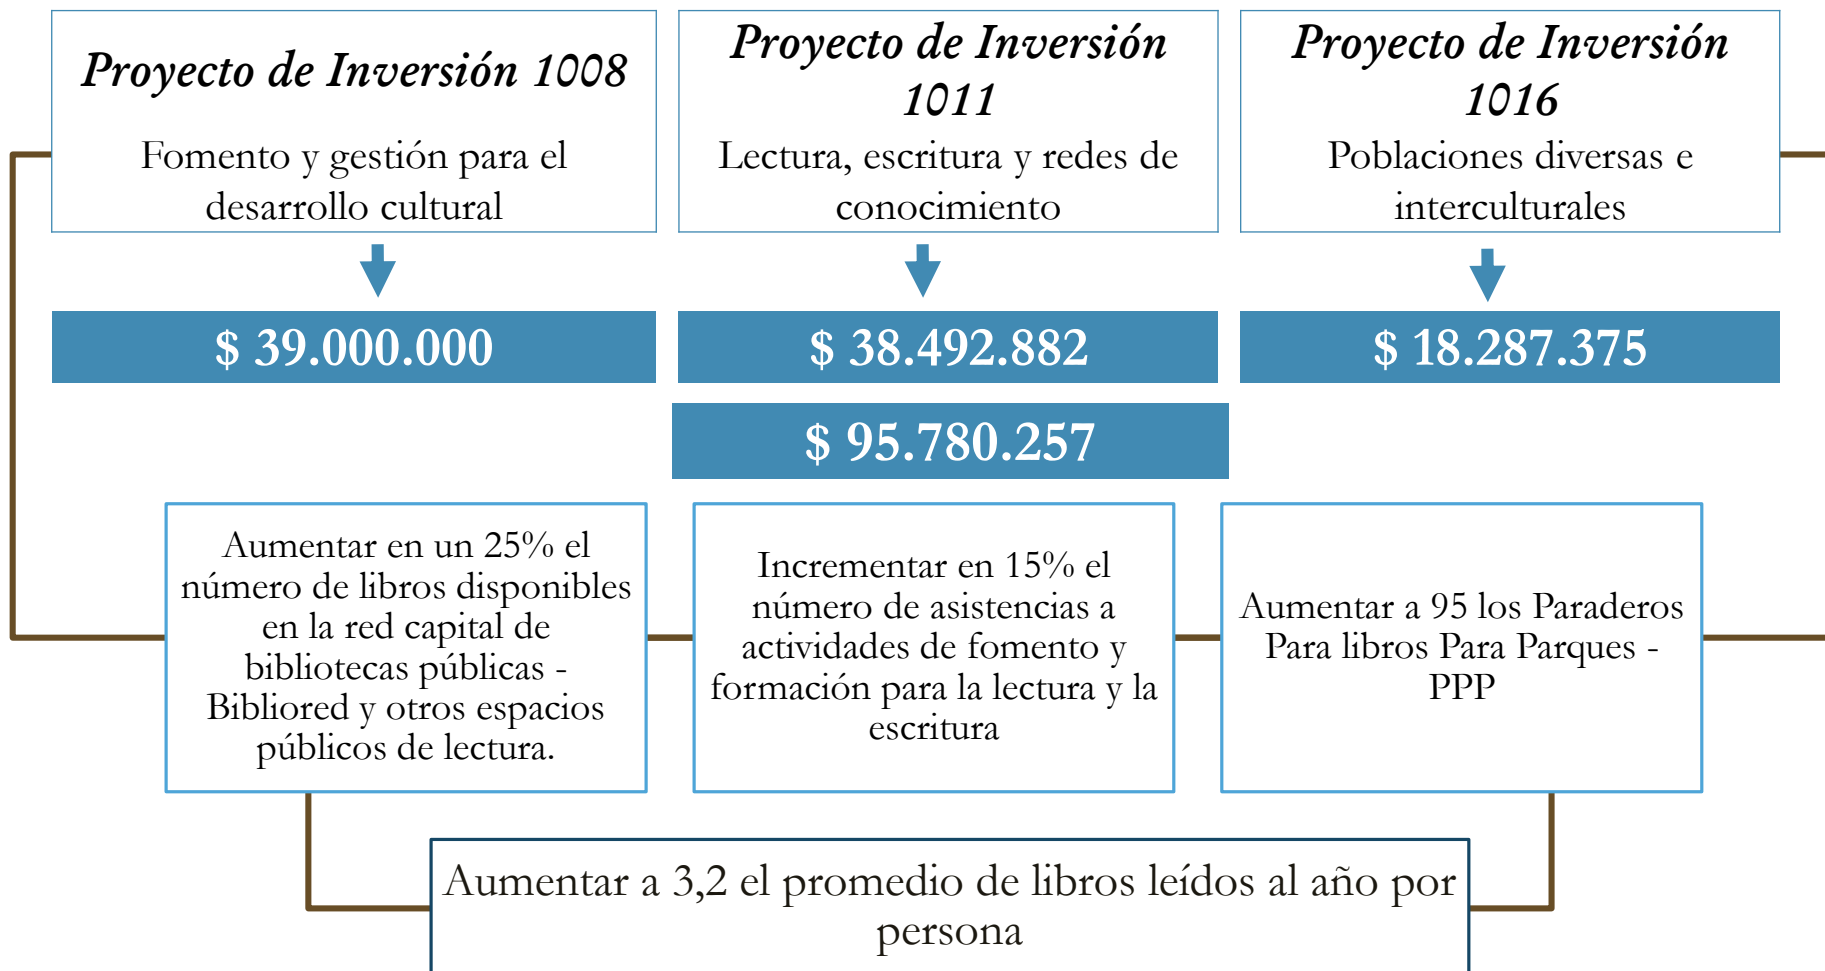 Proyecto de Inversión 1008
Fomento y gestión para el
desarrollo cultural
Proyecto de Inversión
1011
Lectura, escritura y redes de
conocimiento
Proyecto de Inversión
1016
Poblaciones diversas e
interculturales
$ 39.000.000
$ 38.492.882
$ 18.287.375
$ 95.780.257
Aumentar en un 25% el
número de libros disponibles
en la red capital de
bibliotecas públicas -
Bibliored y otros espacios
públicos de lectura.
Incrementar en 15% el
número de asistencias a
actividades de fomento y
formación para la lectura y la
escritura
Aumentar a 95 los Paraderos
Para libros Para Parques -
PPP
Aumentar a 3,2 el promedio de libros leídos al año por
persona